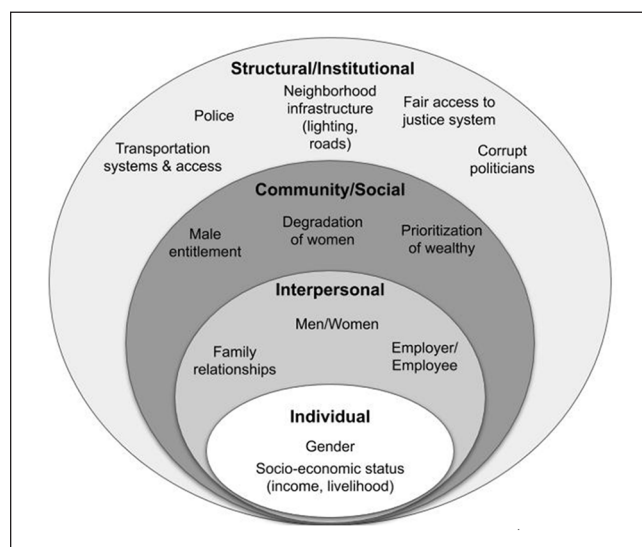 Structural/Institutional
Police
Neighborhood
infrastructure
(lighting,
roads)
Fair access to
justice system
Transportation
systems & access
Corrupt
politicians
Community/Social
Male
entitlement
Degradation
of women
Prioritization
of wealthy
Interpersonal
Men/Women
Family
relationships
Employer/
Employee
Individual
Gender
Socio-economic status
(income, livelihood)